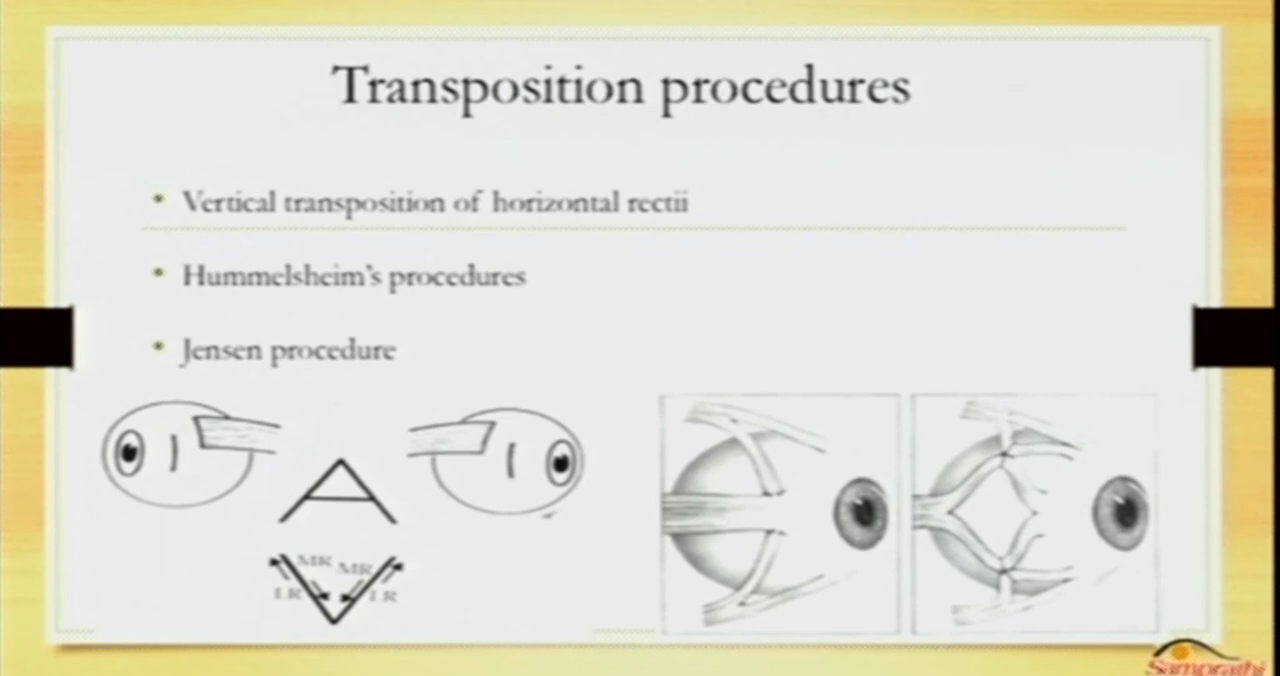 Transposition procedures
Vertical transposition of horizontal rectii
Hummelsheim's procedures
Jensen procedure
A
MR MR
LR LR
Samprathi